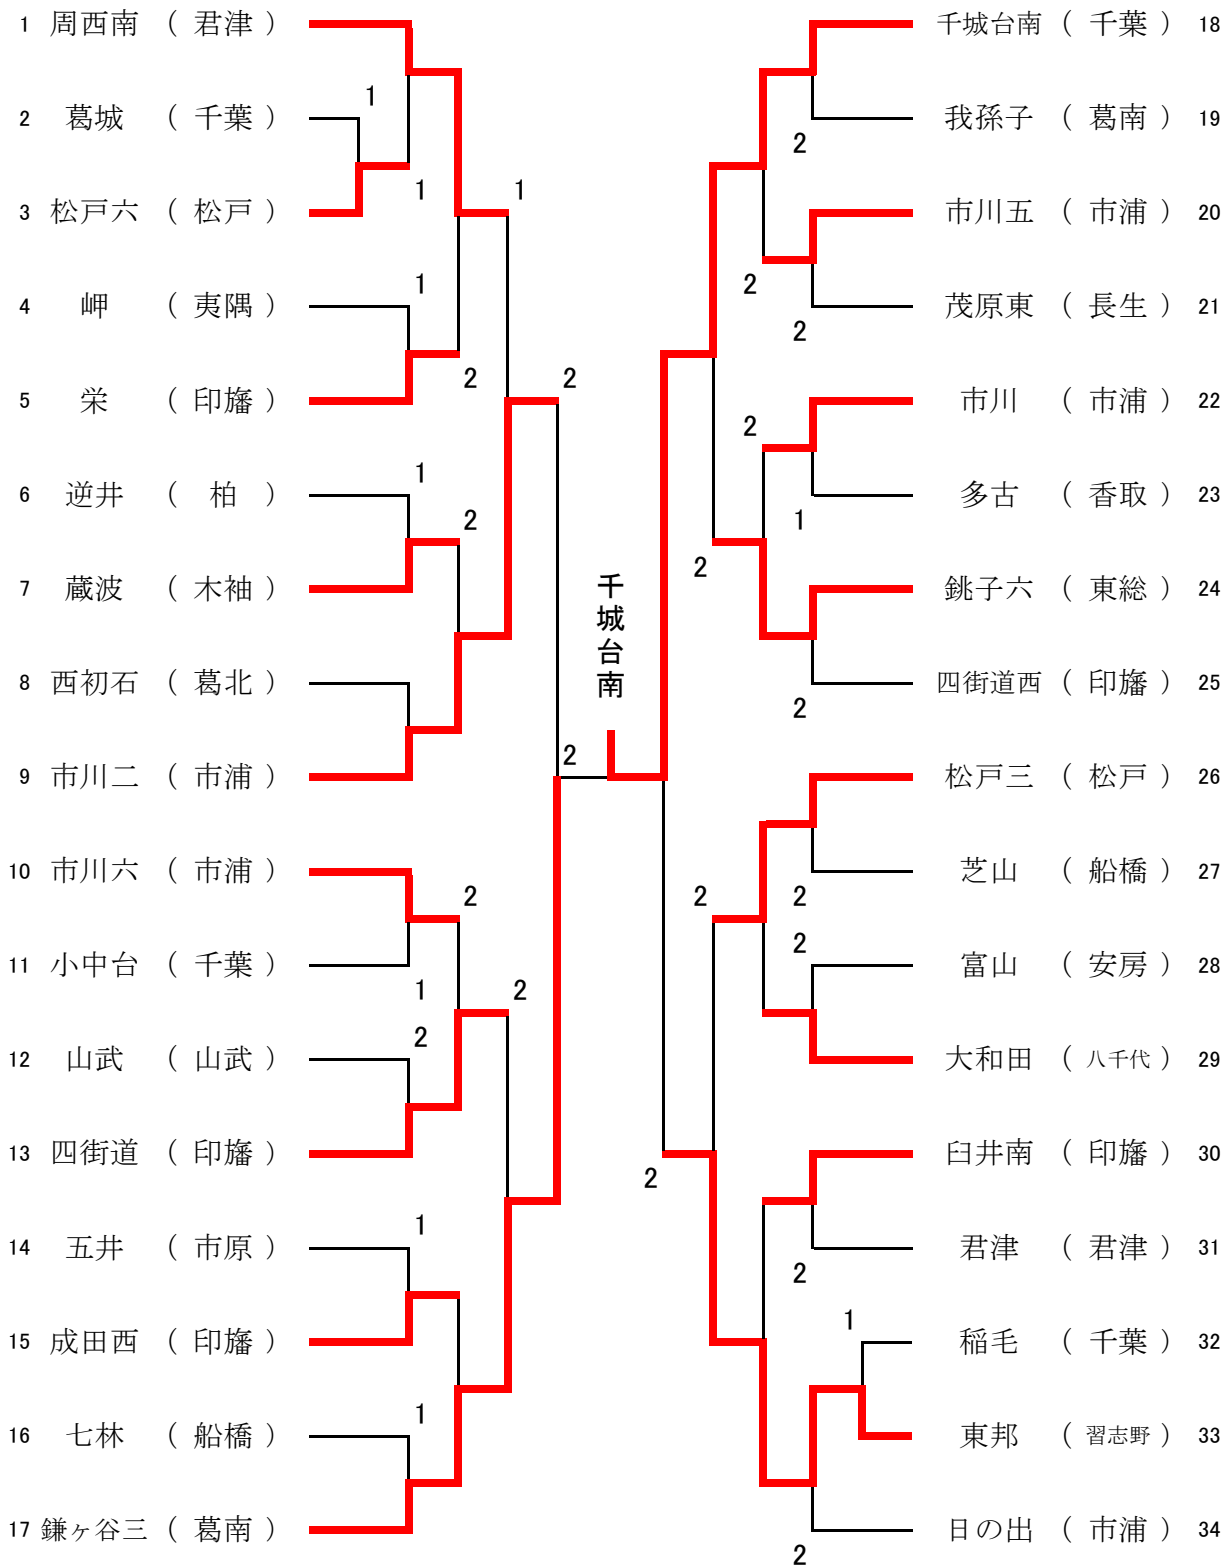 1 周西南 ( 君津 )
2 葛城 ( 千葉 )
1
3 松戸六 ( 松戸 )
1
1
4 岬 ( 夷隅 )
1
5 栄 ( 印旛 )
2
2
6 逆井 ( 柏 )
1
2
7 蔵波 ( 木袖 )
8 西初石 ( 葛北 )
9 市川二 ( 市浦 )
2
10 市川六 ( 市浦 )
2
11 小中台 ( 千葉 )
1
2
12 山武 ( 山武 )
2
13 四街道 ( 印旛 )
14 五井 ( 市原 )
1
15 成田西 ( 印旛 )
16 七林 ( 船橋 )
1
17 鎌ヶ谷三 ( 葛南 )
千城台南
千城台南 ( 千葉 ) 18
我孫子 ( 葛南 ) 19
2
市川五 ( 市浦 ) 20
2
茂原東 ( 長生 ) 21
2
市川 ( 市浦 ) 22
2
多古 ( 香取 ) 23
1
2
銚子六 ( 東総 ) 24
四街道西 ( 印旛 ) 25
2
松戸三 ( 松戸 ) 26
芝山 ( 船橋 ) 27
2
2
2
富山 ( 安房 ) 28
大和田 ( 八千代 ) 29
臼井南 ( 印旛 ) 30
2
君津 ( 君津 ) 31
2
1
稲毛 ( 千葉 ) 32
東邦 ( 習志野 ) 33
日の出 ( 市浦 ) 34
2